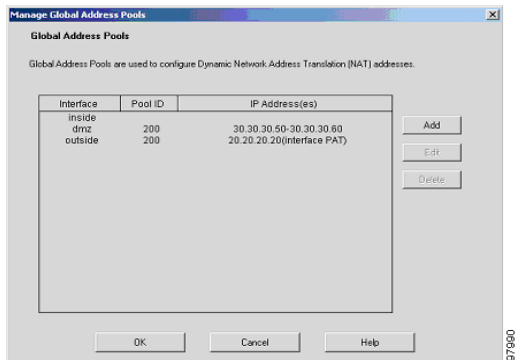 Manage Global Address Pools
Global Address Pools
Global Address Pools are used to configure Dynamic Network Address Translation (NAT) addresses.
Interface Pool ID IP Address(es)
inside
dmz 200 30.30.30.50-30.30.30.60
outside 200 20.20.20.20(interface PAT)
Add
Edit
Delete
OK Cancel Help
97990